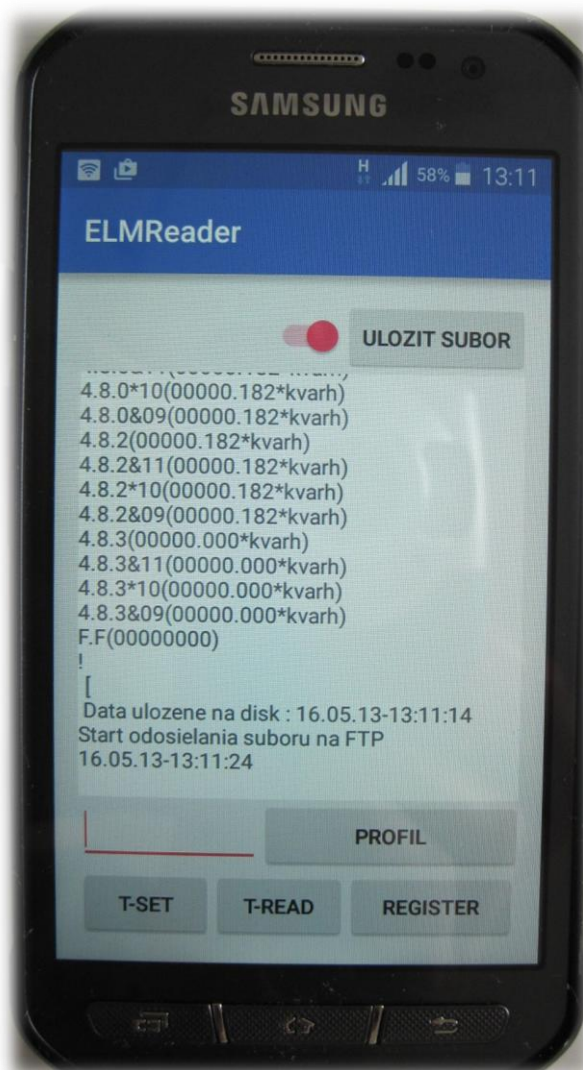 SAMSUNG
H 58% 13:11
ELMReader
ULOZIT SUBOR
4.8.0*10(00000.182*kvarh)
4.8.0&09(00000.182*kvarh)
4.8.2(00000.182*kvarh)
4.8.2&11(00000.182*kvarh)
4.8.2*10(00000.182*kvarh)
4.8.2&09(00000.182*kvarh)
4.8.3(00000.000*kvarh)
4.8.3&11(00000.000*kvarh)
4.8.3*10(00000.000*kvarh)
4.8.3&09(00000.000*kvarh)
F.F(00000000)
!
[
Data ulozene na disk : 16.05.13-13:11:14
Start odosielania suboru na FTP
16.05.13-13:11:24
PROFIL
T-SET T-READ REGISTER